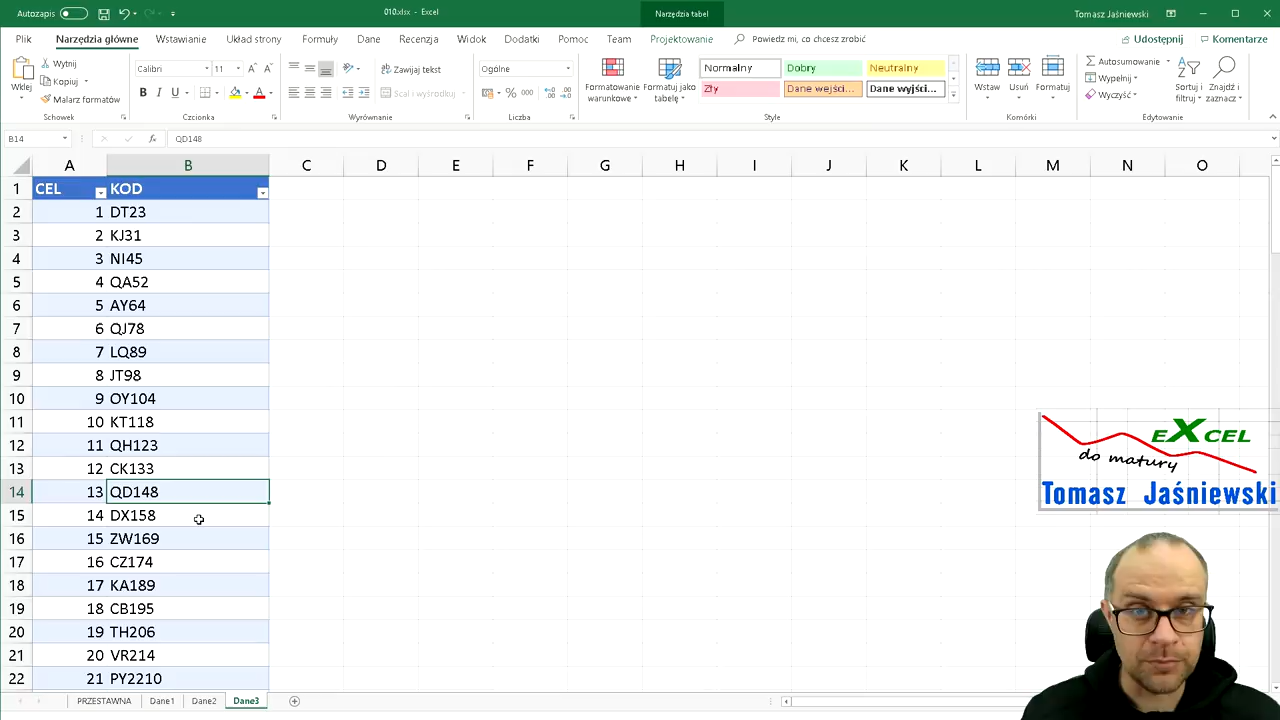 Autozapis
010.xlsx - Excel
Narzędzia tabel
Tomasz Jaśniewski
Plik Narzędzia główne Wstawianie Układ strony Formuły Dane Recenzja Widok Dodatki Pomoc Team Projektowanie Powiedz mi, co chcesz zrobić Udostępnij Komentarze
Wklej
Wytnij
Kopiuj
Malarz formatów
Schowek
Calibri 11
B I U
Czcionka
Zawijaj tekst
Scal i wyśrodkuj
Wyrównanie
Ogólne
% 000
Liczba
Formatowanie warunkowe
Formatuj jako tabelę
Normalny Dobry Neutralny
Zły Dane wejści... Dane wyjści...
Style
Wstaw Usuń Formatuj
Komórki
Autosumowanie
Wypełnij
Wyczyść
Sortuj i filtruj
Znajdź i zaznacz
Edytowanie
B14 fx QD148
A B C D E F G H I J K L M N O
1 CEL KOD
2 1 DT23
3 2 KJ31
4 3 NI45
5 4 QA52
6 5 AY64
7 6 QJ78
8 7 LQ89
9 8 JT98
10 9 OY104
11 10 KT118
12 11 QH123
13 12 CK133
14 13 QD148
15 14 DX158
16 15 ZW169
17 16 CZ174
18 17 KA189
19 18 CB195
20 19 TH206
21 20 VR214
22 21 PY2210
EXCEL
do matury
Tomasz Jaśniewski
PRZESTAWNA Dane1 Dane2 Dane3